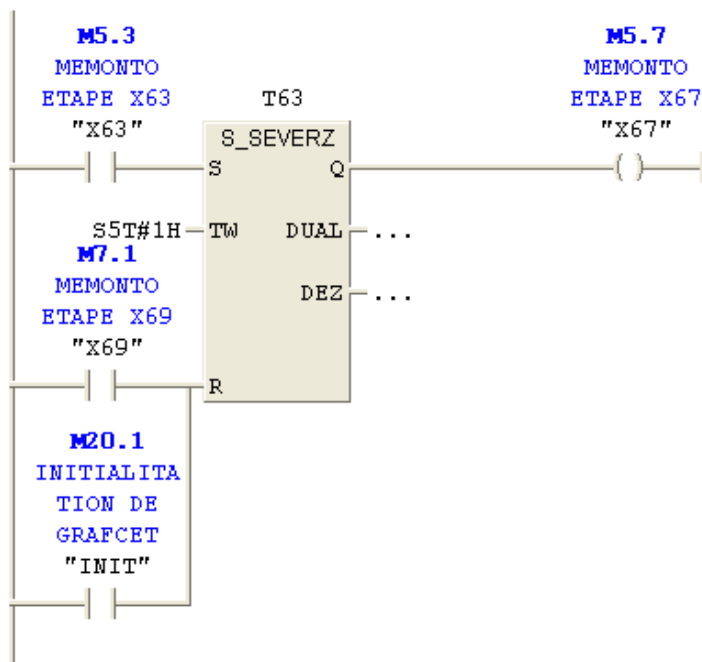 M5.3
MEMONTO
ETAPE X63
"X63"
M5.7
MEMONTO
ETAPE X67
"X67"
T63
S_SEVERZ
S
Q
S5T#1H
TW
DUAL
...
M7.1
MEMONTO
ETAPE X69
"X69"
DEZ
...
R
M20.1
INITIALITA
TION DE
GRAFCET
"INIT"